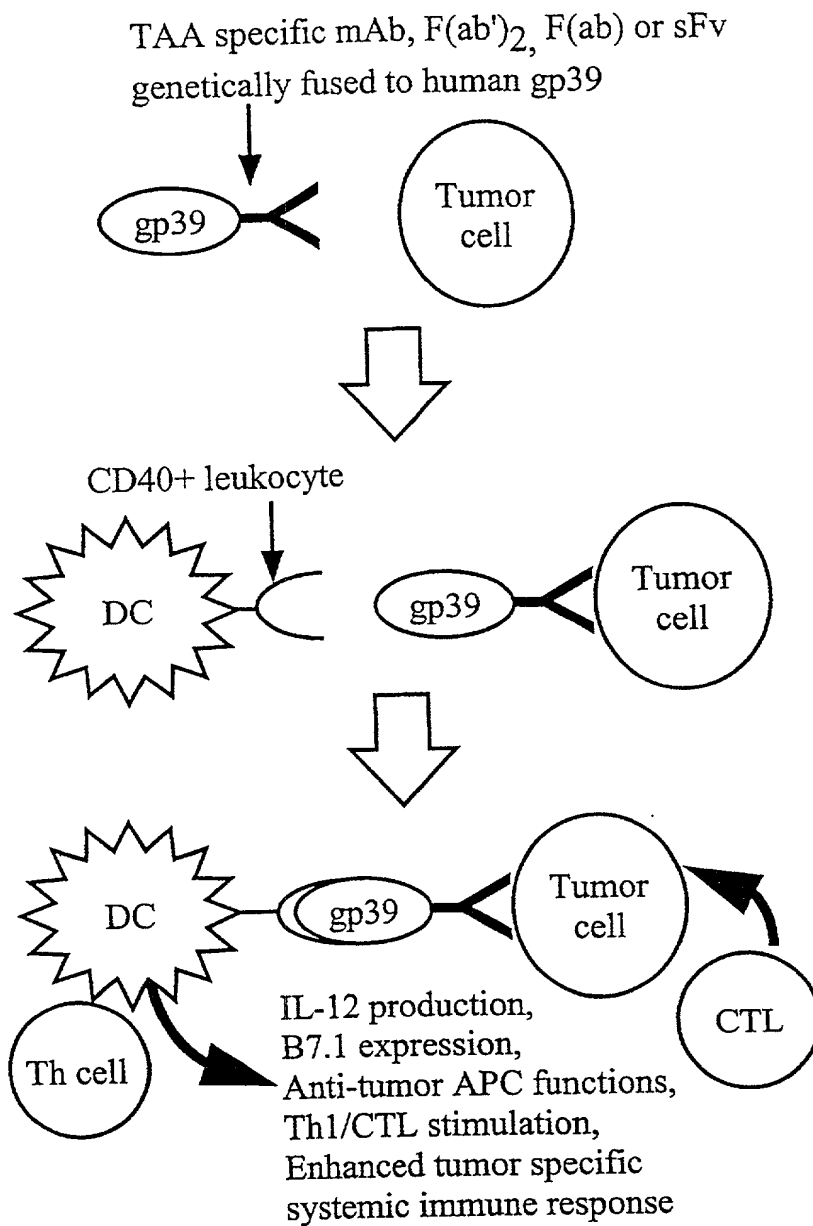 TAA specific mAb, F(ab')2, F(ab) or sFv
genetically fused to human gp39
gp39
Tumor
cell
CD40+ leukocyte
DC
gp39
Tumor
cell
DC
gp39
Tumor
cell
Th cell
IL-12 production,
B7.1 expression,
Anti-tumor APC functions,
Th1/CTL stimulation,
Enhanced tumor specific
systemic immune response
CTL